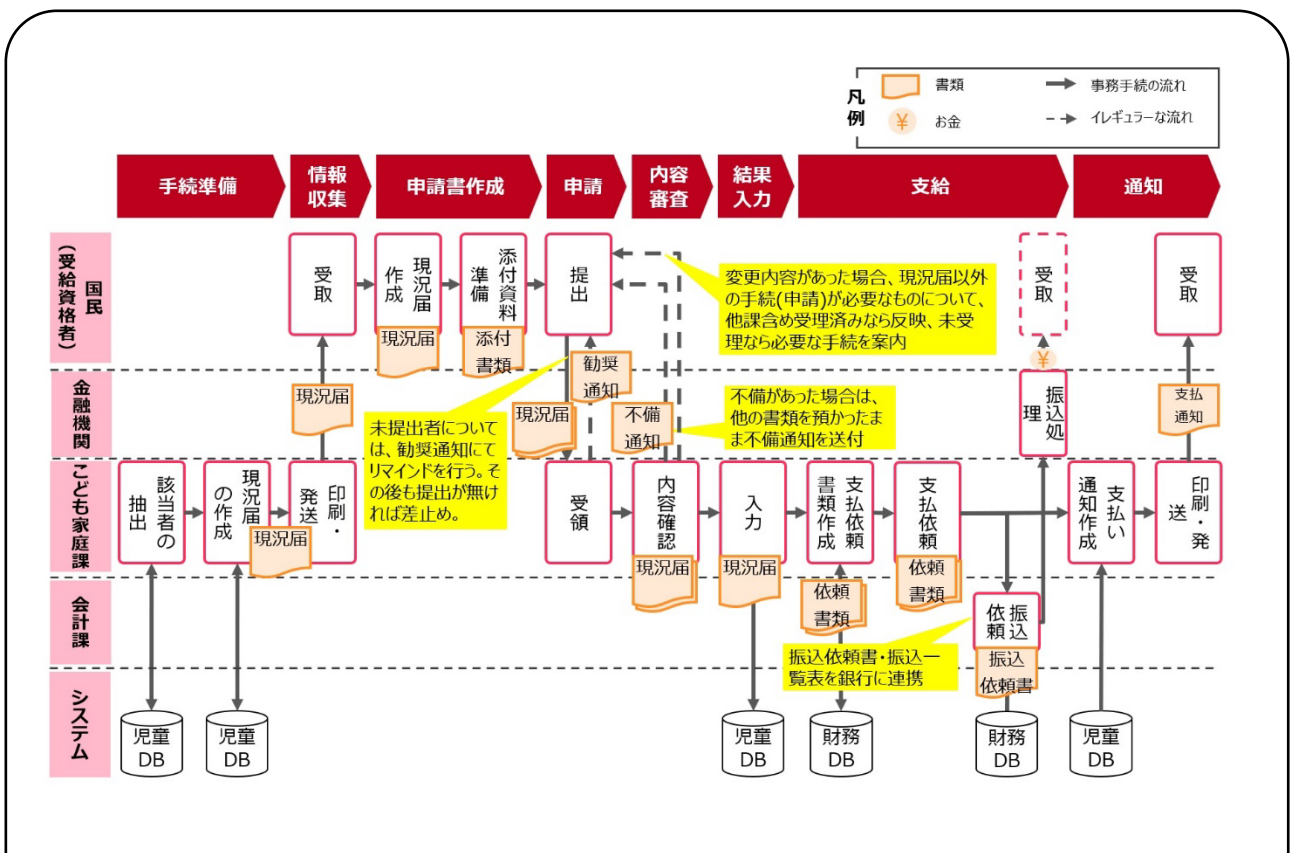 凡例
書類
事務手続の流れ
¥
お金
イレギュラーな流れ
手続準備
情報
収集
申請書作成
申請
内容
審査
結果
入力
支給
通知
国民
(受給資格者)
受取
現況届
作成
添付資料
準備
提出
受取
受取
現況届
添付
書類
変更内容があった場合、現況届以外
の手続(申請)が必要なものについて、
他課含め受理済みなら反映、未受
理なら必要な手続を案内
¥
金融機関
現況届
勧奨
通知
現況届
不備
通知
不備があった場合は、
他の書類を預かったま
ま不備通知を送付
振込処
理
支払
通知
未提出者について
は、勧奨通知にて
リマインドを行う。そ
の後も提出が無け
れば差止め。
こども家庭課
該当者の
抽出
現況届
の作成
現況届
印刷・
発送
受領
内容確認
現況届
入力
現況届
支払依頼
書類作成
依頼
書類
支払依頼
依頼
書類
支払い
通知作成
印刷・発
送
会計課
振込
依頼
振込
依頼書
振込依頼書・振込一
覧表を銀行に連携
システム
児童
DB
児童
DB
児童
DB
財務
DB
財務
DB
児童
DB